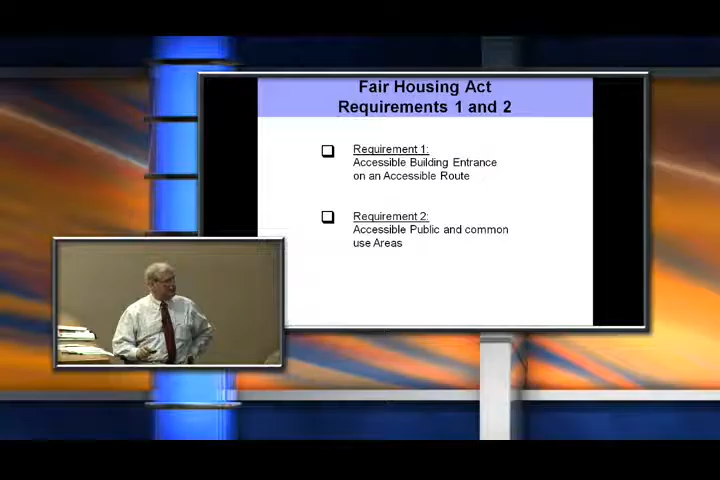 Fair Housing Act
Requirements 1 and 2
Requirement 1:
Accessible Building Entrance
on an Accessible Route
Requirement 2:
Accessible Public and common
use Areas